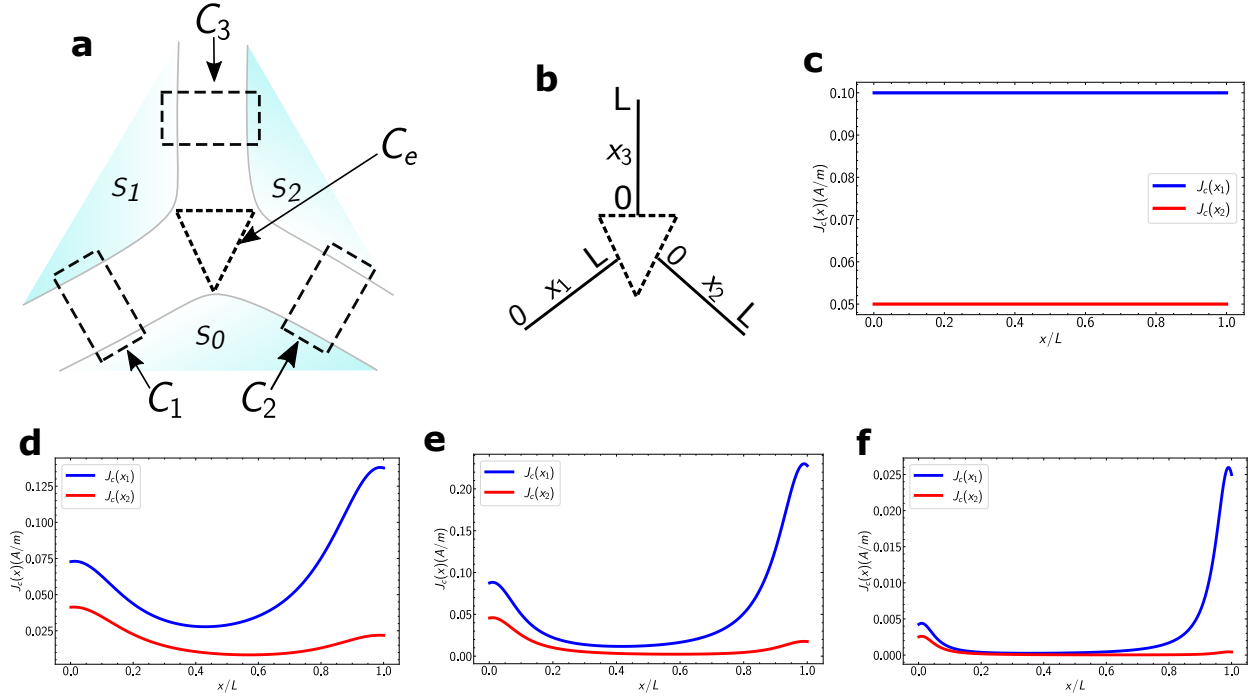 a
C3
Ce
S1
S2
S0
C1
C2
b
L
x3
0
L
x1
0
0
x2
L
c
0.10
0.09
0.08
0.07
0.06
0.05
Jc(x)(A/m)
Jc(x1)
Jc(x2)
0.0 0.2 0.4 0.6 0.8 1.0
x/L
d
0.125
0.100
0.075
0.050
0.025
Jc(x)(A/m)
Jc(x1)
Jc(x2)
0.0 0.2 0.4 0.6 0.8 1.0
x/L
e
0.20
0.15
0.10
0.05
0.00
Jc(x)(A/m)
Jc(x1)
Jc(x2)
0.0 0.2 0.4 0.6 0.8 1.0
x/L
f
0.025
0.020
0.015
0.010
0.005
0.000
Jc(x)(A/m)
Jc(x1)
Jc(x2)
0.0 0.2 0.4 0.6 0.8 1.0
x/L